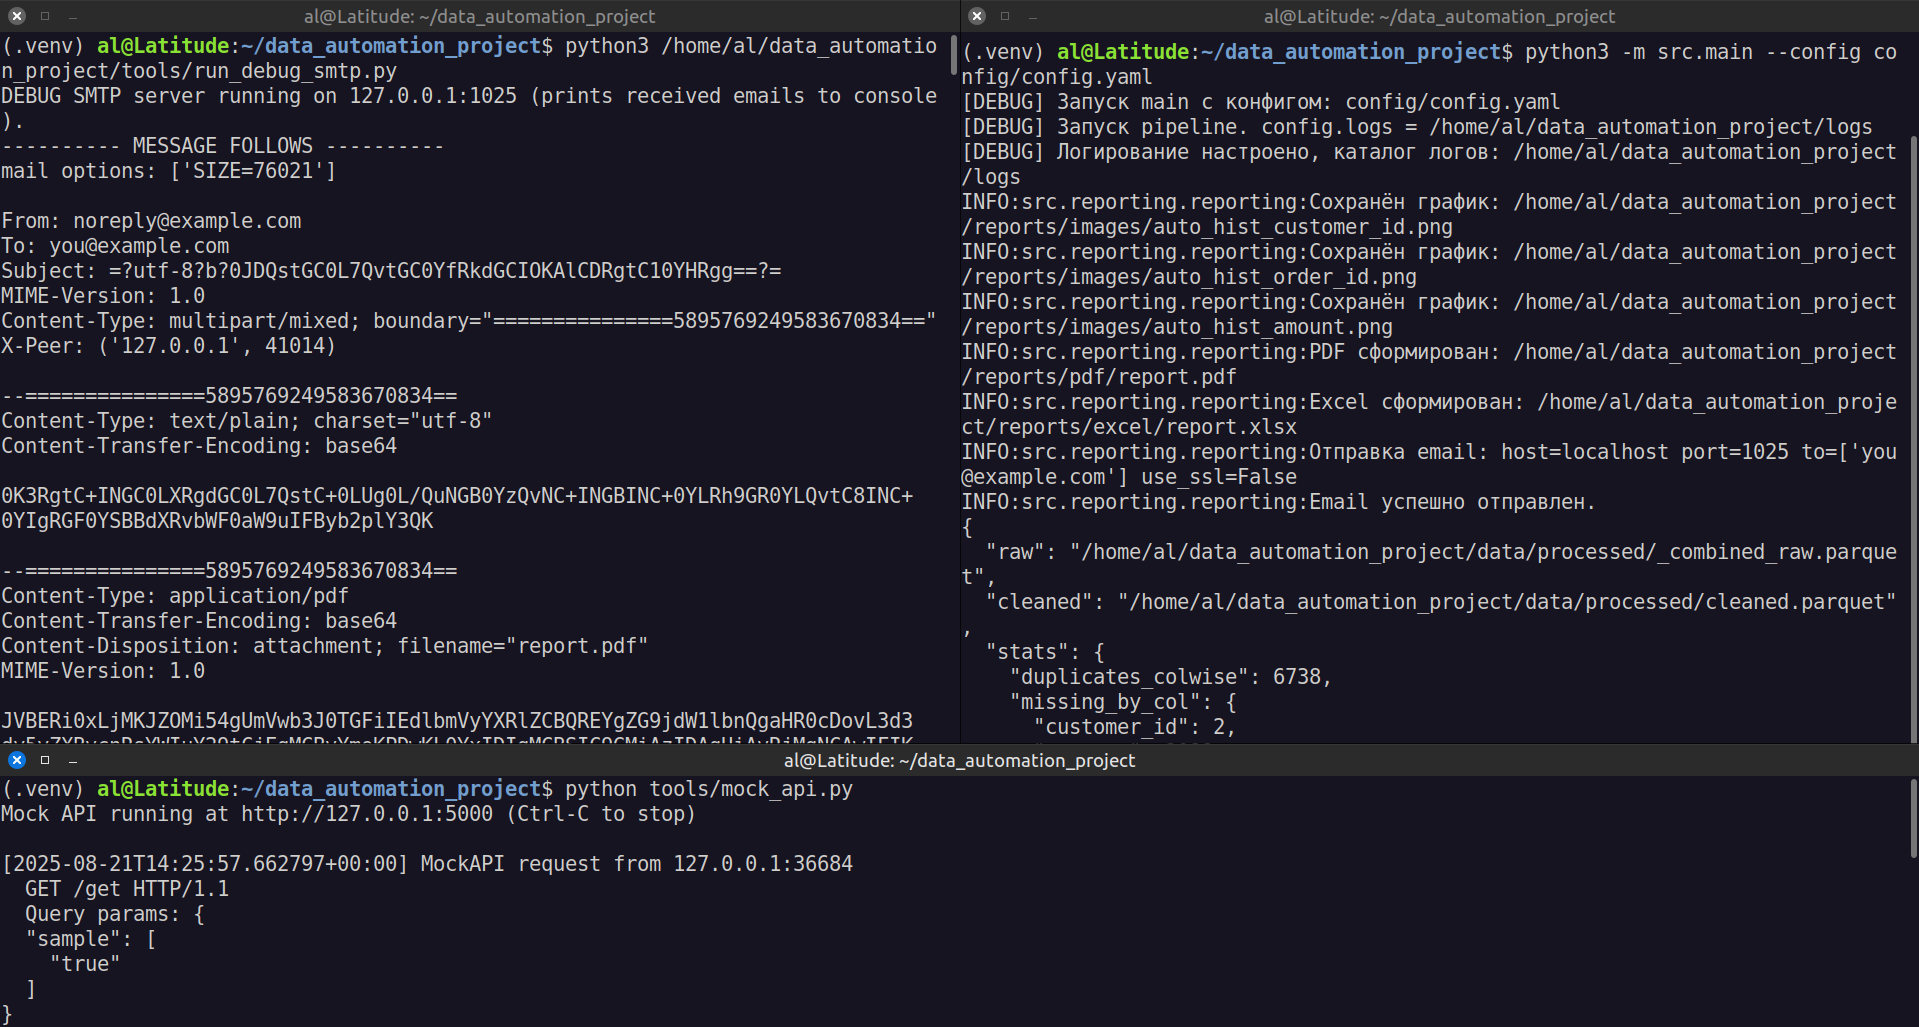 al@Latitude: ~/data_automation_project
(.venv) al@Latitude:~/data_automation_project$ python3 /home/al/data_automatio
n_project/tools/run_debug_smtp.py
DEBUG SMTP server running on 127.0.0.1:1025 (prints received emails to console
).
---------- MESSAGE FOLLOWS ----------
mail options: ['SIZE=76021']
From: noreply@example.com
To: you@example.com
Subject: =?utf-8?b?0JDQstGC0L7QvtGC0YfRkdGCIOKAlCDRgtC10YHRgg==?=
MIME-Version: 1.0
Content-Type: multipart/mixed; boundary="===============5895769249583670834=="
X-Peer: ('127.0.0.1', 41014)
--===============5895769249583670834==
Content-Type: text/plain; charset="utf-8"
Content-Transfer-Encoding: base64
0K3RgtC+INGC0LXRgdGC0L7QstC+0LUg0L/QuNGB0YzQvNC+INGBINC+0YLRh9GR0YLQvtC8INC+
0YIgRGF0YSBBdXRvbWF0aW9uIFByb2plY3QK
--===============5895769249583670834==
Content-Type: application/pdf
Content-Transfer-Encoding: base64
Content-Disposition: attachment; filename="report.pdf"
MIME-Version: 1.0
JVBERi0xLjMKJZOMi54gUmVwb3J0TGFiIEdlbmVyYXRlZCBQREYgZG9jdW1lbnQgaHR0cDovL3d3
al@Latitude: ~/data_automation_project
(.venv) al@Latitude:~/data_automation_project$ python3 -m src.main --config co
nfig/config.yaml
[DEBUG] Запуск main с конфигом: config/config.yaml
[DEBUG] Запуск pipeline. config.logs = /home/al/data_automation_project/logs
[DEBUG] Логирование настроено, каталог логов: /home/al/data_automation_project
/logs
INFO:src.reporting.reporting:Сохранён график: /home/al/data_automation_project
/reports/images/auto_hist_customer_id.png
INFO:src.reporting.reporting:Сохранён график: /home/al/data_automation_project
/reports/images/auto_hist_order_id.png
INFO:src.reporting.reporting:Сохранён график: /home/al/data_automation_project
/reports/images/auto_hist_amount.png
INFO:src.reporting.reporting:PDF сформирован: /home/al/data_automation_project
/reports/pdf/report.pdf
INFO:src.reporting.reporting:Excel сформирован: /home/al/data_automation_proje
ct/reports/excel/report.xlsx
INFO:src.reporting.reporting:Отправка email: host=localhost port=1025 to=['you
@example.com'] use_ssl=False
INFO:src.reporting.reporting:Email успешно отправлен.
{
"raw": "/home/al/data_automation_project/data/processed/_combined_raw.parque
t",
"cleaned": "/home/al/data_automation_project/data/processed/cleaned.parquet"
,
"stats": {
"duplicates_colwise": 6738,
"missing_by_col": {
"customer_id": 2,
al@Latitude: ~/data_automation_project
(.venv) al@Latitude:~/data_automation_project$ python tools/mock_api.py
Mock API running at http://127.0.0.1:5000 (Ctrl-C to stop)
[2025-08-21T14:25:57.662797+00:00] MockAPI request from 127.0.0.1:36684
GET /get HTTP/1.1
Query params: {
"sample": [
"true"
]
}